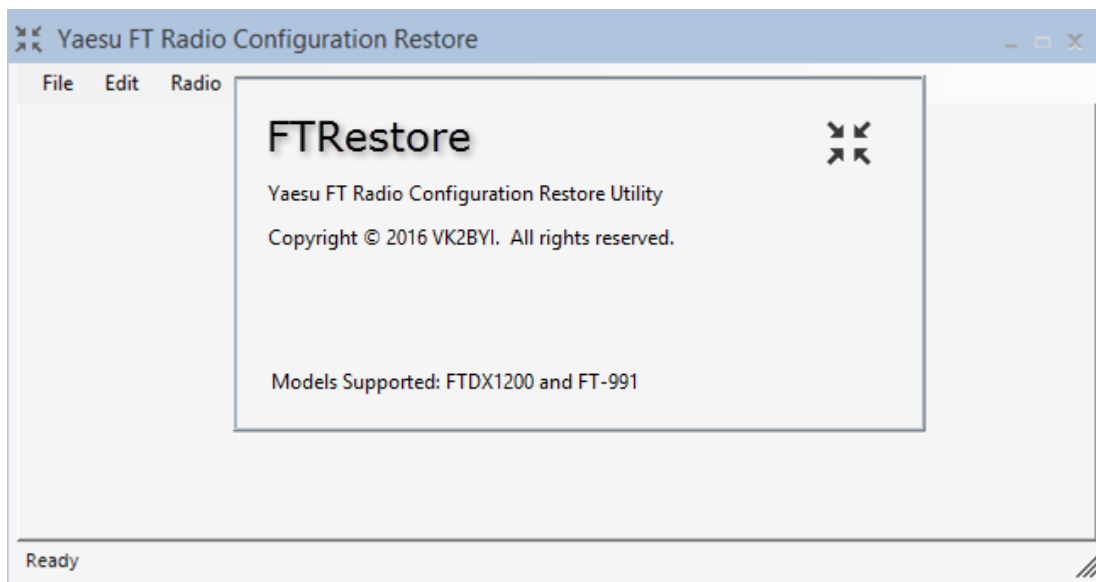 Yaesu FT Radio Configuration Restore
File Edit Radio
FTRestore
Yaesu FT Radio Configuration Restore Utility
Copyright © 2016 VK2BYI. All rights reserved.
Models Supported: FTDX1200 and FT-991
Ready